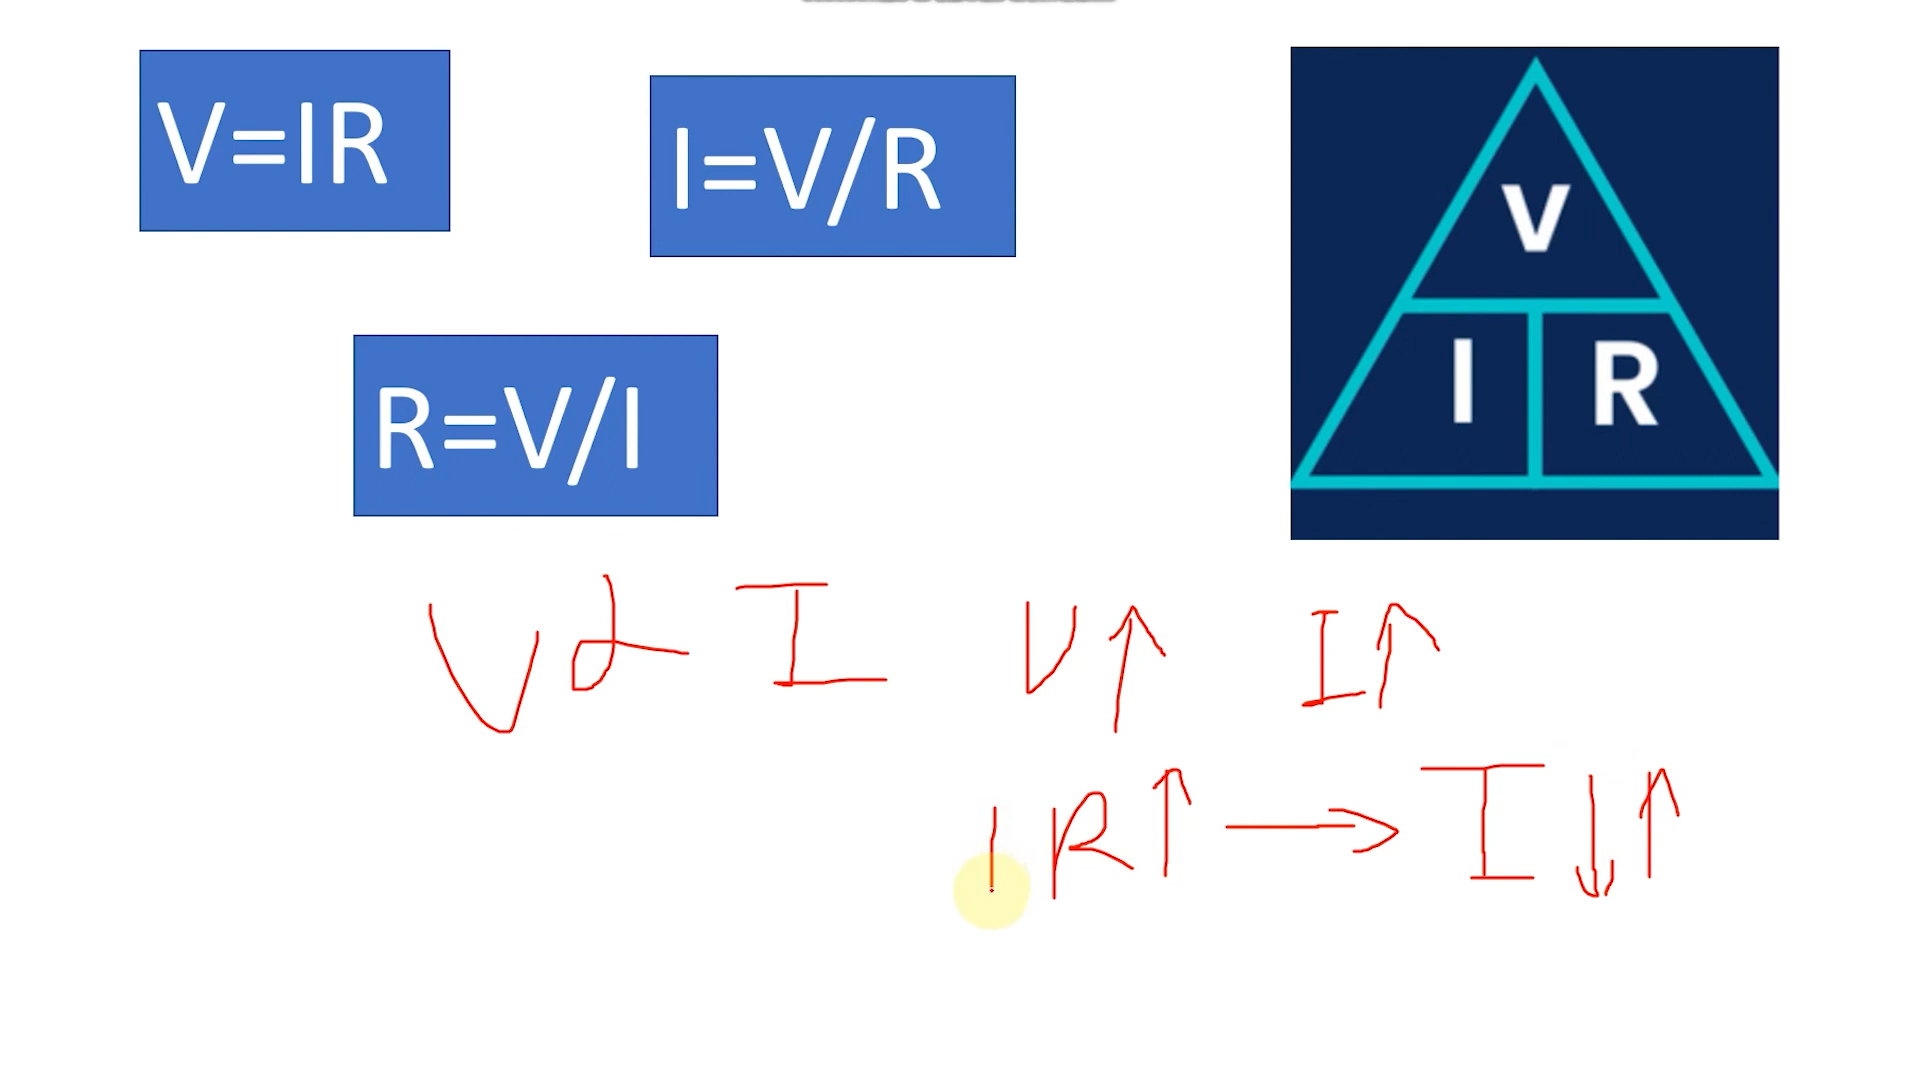 V=IR
I=V/R
R=V/I
V
I R
V ∝ I V↑ I↑
R↑ → I ↓↑